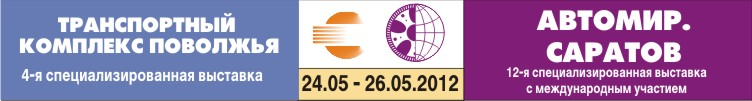 ТРАНСПОРТНЫЙ
КОМПЛЕКС ПОВОЛЖЬЯ
4-я специализированная выставка
24.05 - 26.05.2012
АВТОМИР.
САРАТОВ
12-я специализированная выставка
с международным участием